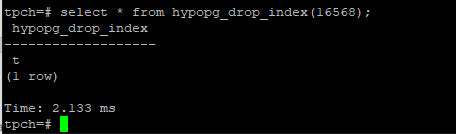 tpch=# select * from hypopg_drop_index(16568);
 hypopg_drop_index
-------------------
 t
(1 row)

Time: 2.133 ms
tpch=#